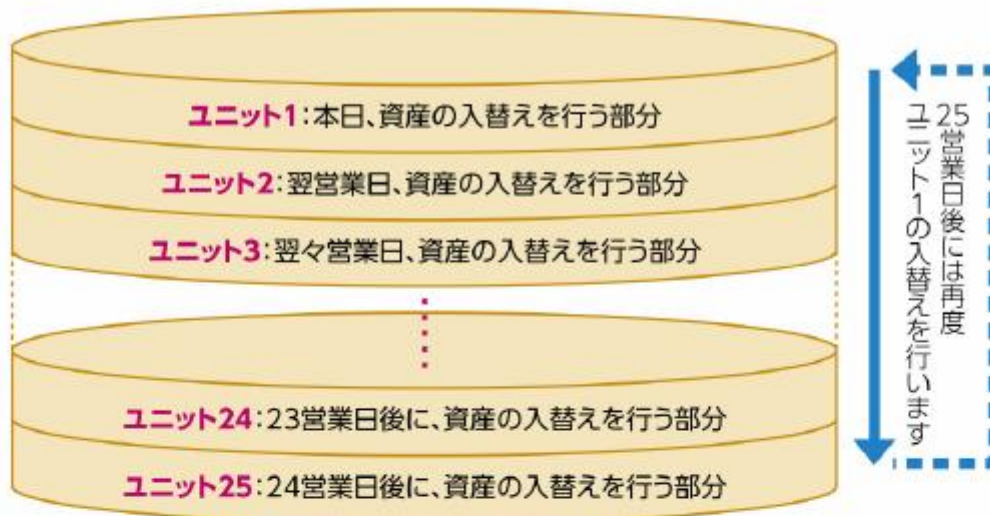 ユニット1:本日、資産の入替えを行う部分
ユニット2:翌営業日、資産の入替えを行う部分
ユニット3:翌々営業日、資産の入替えを行う部分
ユニット24:23営業日後に、資産の入替えを行う部分
ユニット25:24営業日後に、資産の入替えを行う部分
25営業日後には再度
ユニット1の入替えを行います